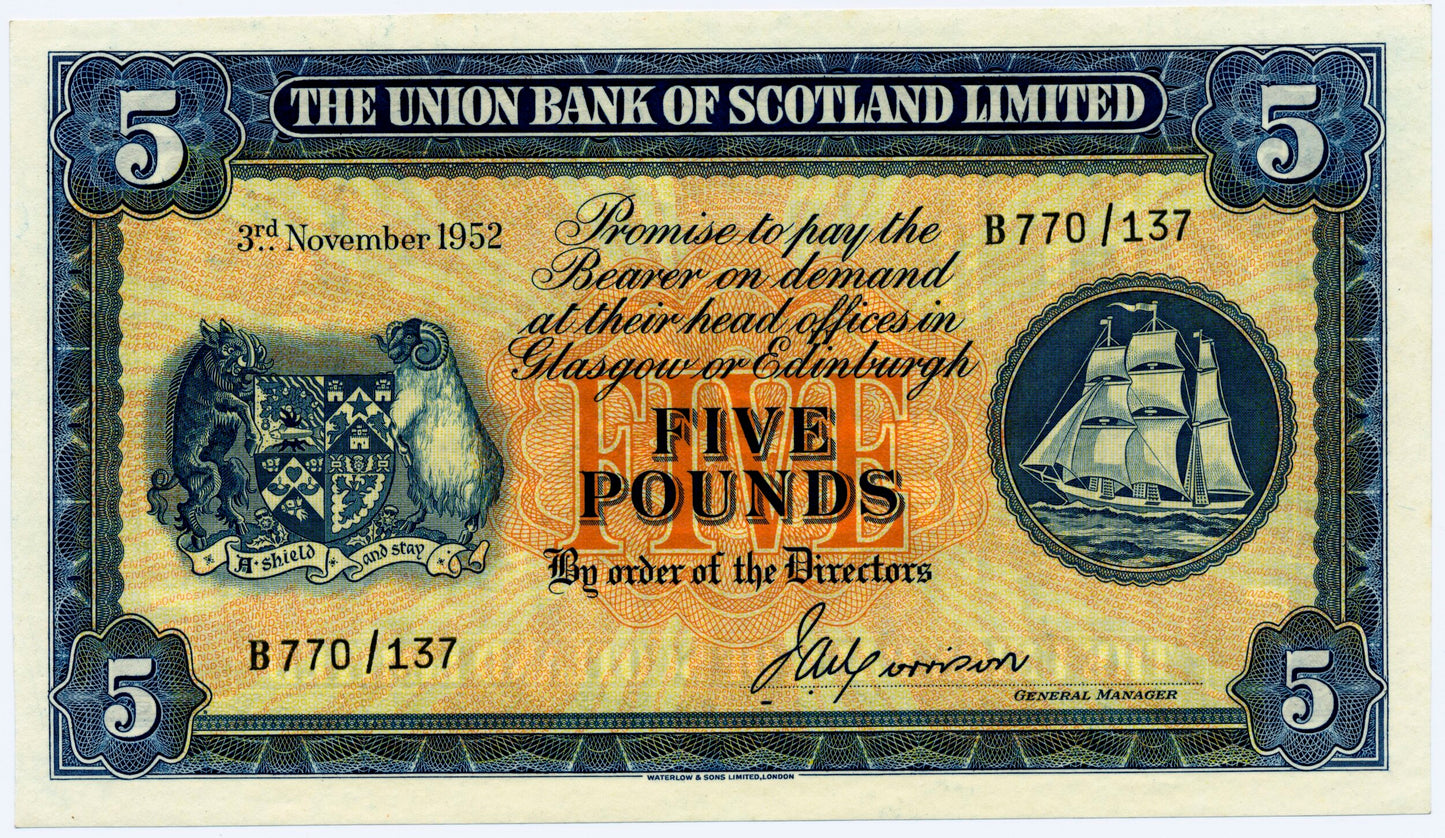 THE UNION BANK OF SCOTLAND LIMITED
5
5
3rd November 1952
Promise to pay the
B770/137
Bearer on demand
at their head offices in
Glasgow or Edinburgh
FIVE
FIVE
POUNDS
A·shield and stay
By order of the Directors
B770/137
GENERAL MANAGER
5
5
WATERLOW & SONS LIMITED, LONDON